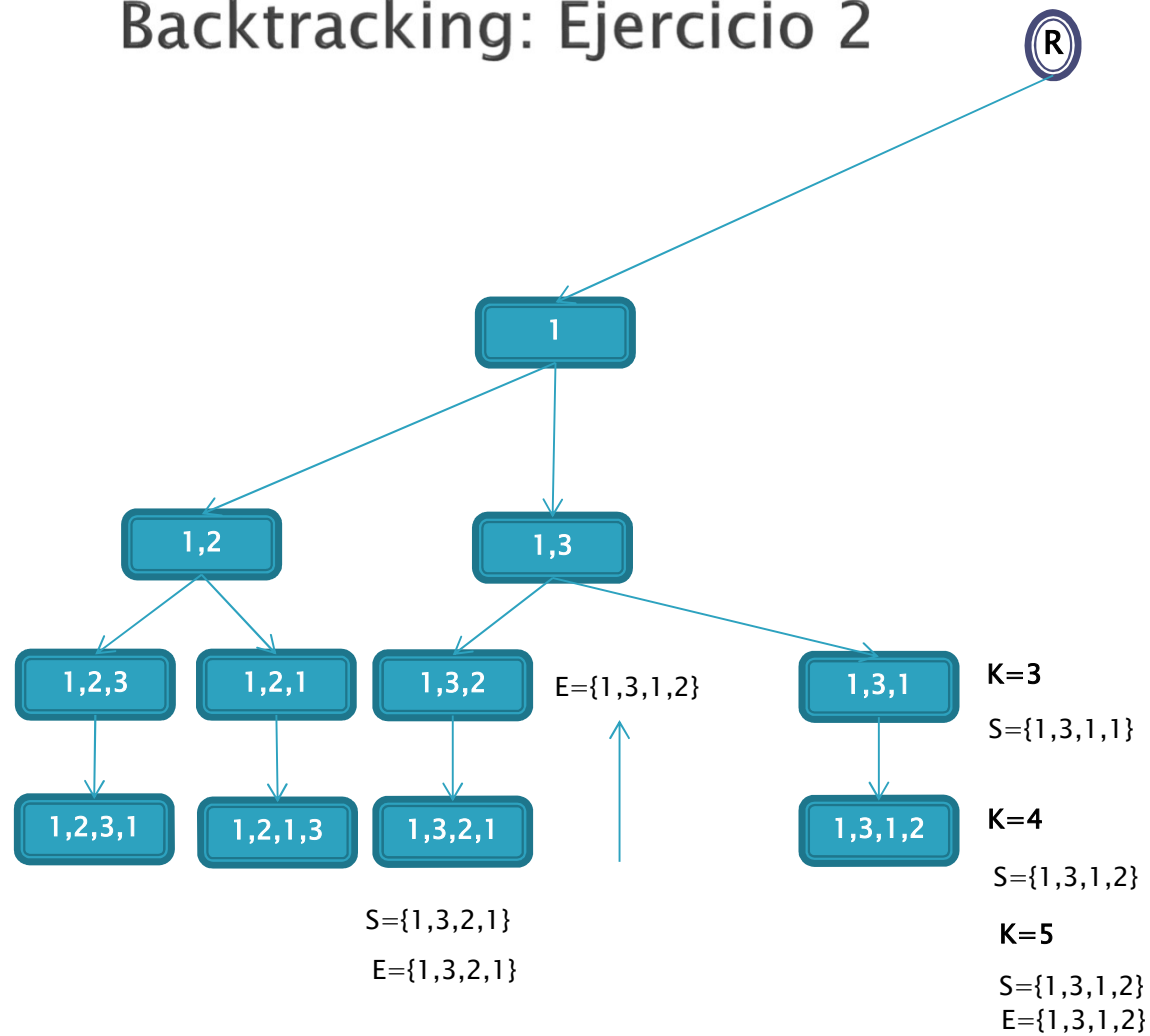 Backtracking: Ejercicio 2
R
1
1,2
1,3
1,2,3
1,2,1
1,3,2
E={1,3,1,2}
1,3,1
K=3
S={1,3,1,1}
1,2,3,1
1,2,1,3
1,3,2,1
1,3,1,2
K=4
S={1,3,1,2}
S={1,3,2,1}
E={1,3,2,1}
K=5
S={1,3,1,2}
E={1,3,1,2}